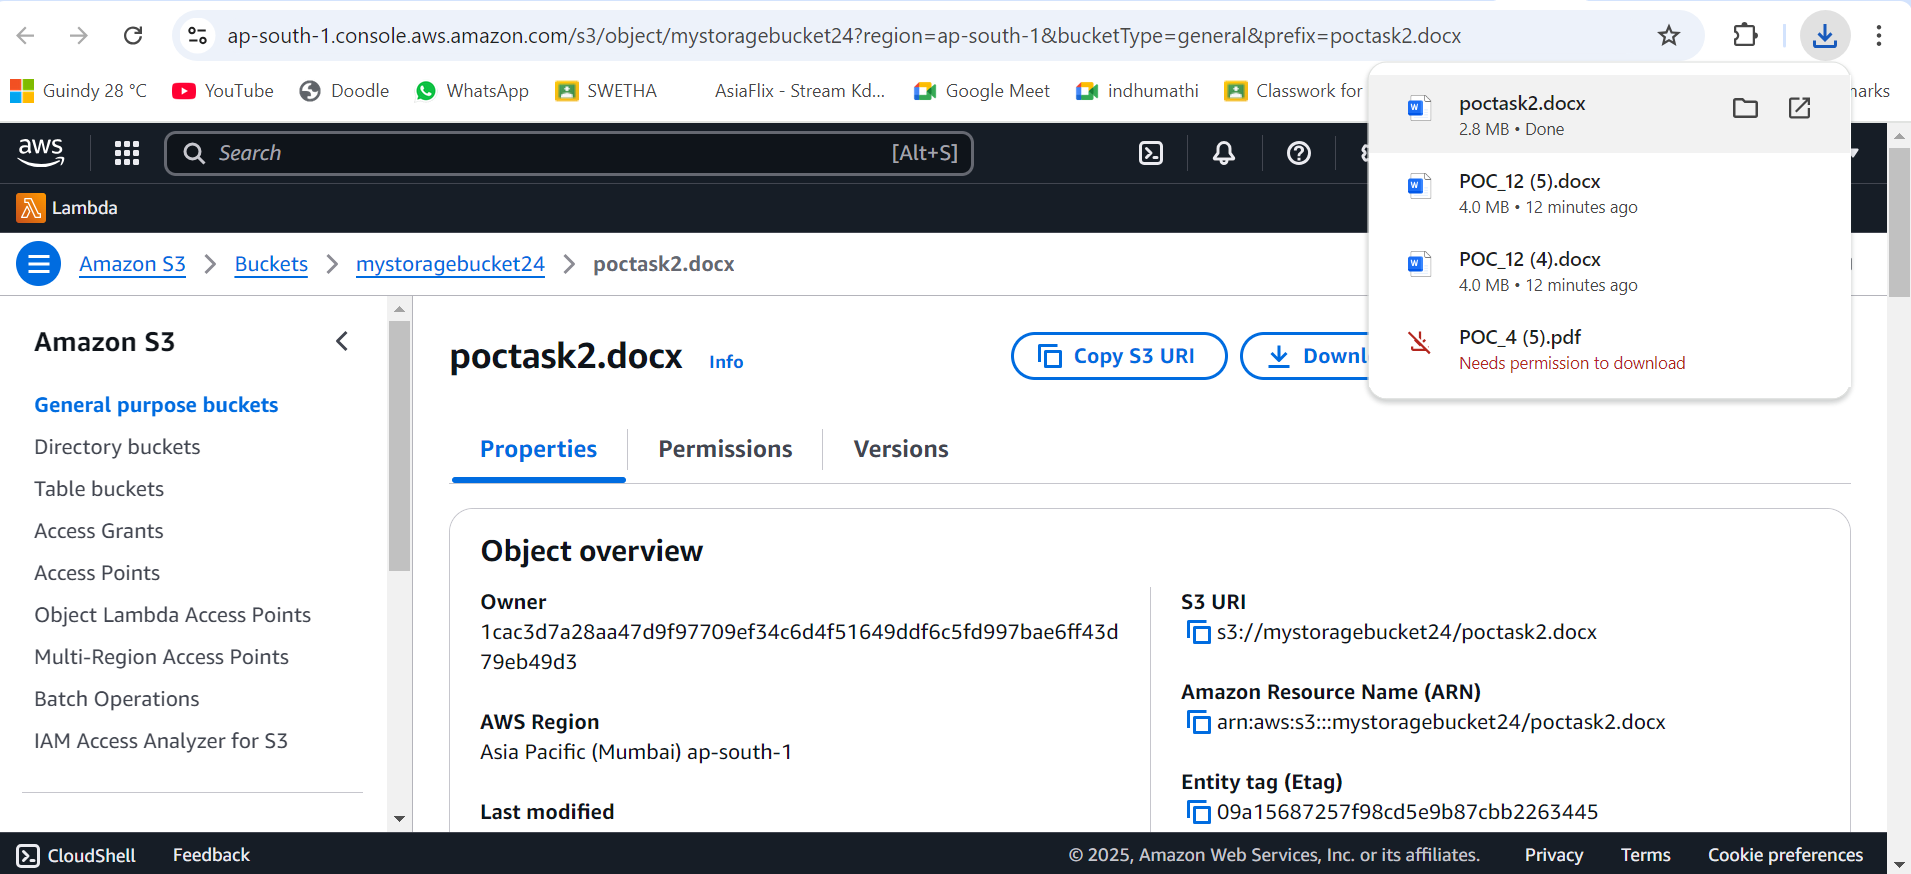 ap-south-1.console.aws.amazon.com/s3/object/mystoragebucket24?region=ap-south-1&bucketType=general&prefix=poctask2.docx
Guindy 28 °C YouTube Doodle WhatsApp SWETHA AsiaFlix - Stream Kd... Google Meet indhumathi Classwork for
poctask2.docx
2.8 MB • Done
POC_12 (5).docx
4.0 MB • 12 minutes ago
POC_12 (4).docx
4.0 MB • 12 minutes ago
POC_4 (5).pdf
Needs permission to download
aws Search [Alt+S]
Lambda
Amazon S3 > Buckets > mystoragebucket24 > poctask2.docx
Amazon S3
General purpose buckets
Directory buckets
Table buckets
Access Grants
Access Points
Object Lambda Access Points
Multi-Region Access Points
Batch Operations
IAM Access Analyzer for S3
poctask2.docx Info Copy S3 URI
Properties Permissions Versions
Object overview
Owner
1cac3d7a28aa47d9f97709ef34c6d4f51649ddf6c5fd997bae6ff43d
79eb49d3
AWS Region
Asia Pacific (Mumbai) ap-south-1
Last modified
S3 URI
s3://mystoragebucket24/poctask2.docx
Amazon Resource Name (ARN)
arn:aws:s3:::mystoragebucket24/poctask2.docx
Entity tag (Etag)
09a15687257f98cd5e9b87cbb2263445
CloudShell Feedback © 2025, Amazon Web Services, Inc. or its affiliates. Privacy Terms Cookie preferences